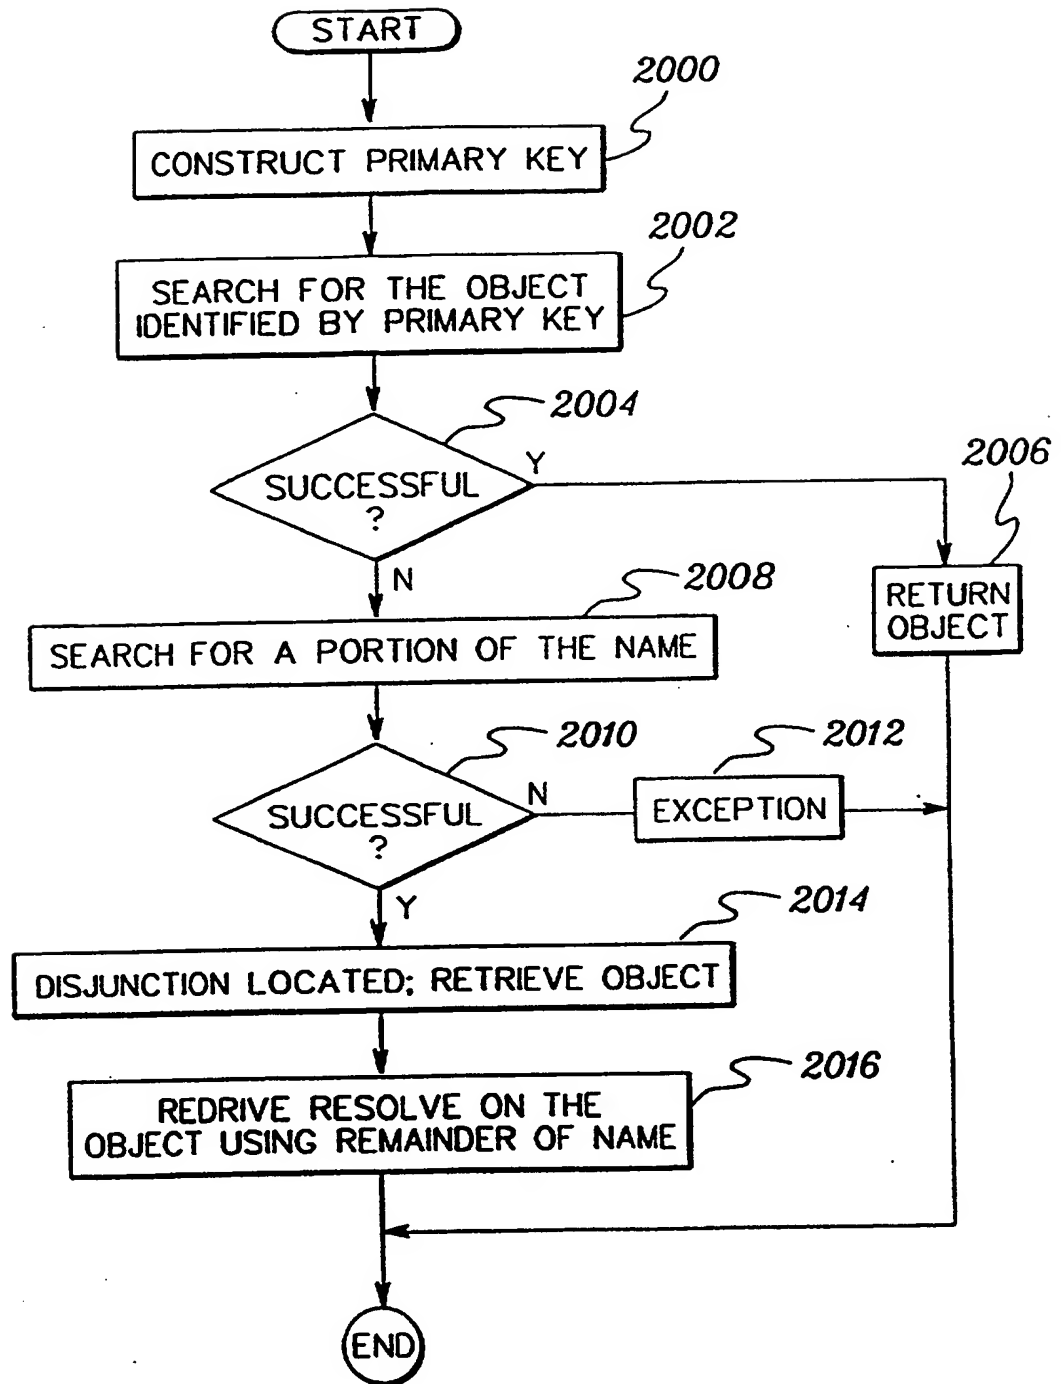 START
2000
CONSTRUCT PRIMARY KEY
2002
SEARCH FOR THE OBJECT
IDENTIFIED BY PRIMARY KEY
2004
SUCCESSFUL
?
Y
2006
RETURN
OBJECT
N
2008
SEARCH FOR A PORTION OF THE NAME
2010
SUCCESSFUL
?
N
2012
EXCEPTION
Y
2014
DISJUNCTION LOCATED; RETRIEVE OBJECT
2016
REDRIVE RESOLVE ON THE
OBJECT USING REMAINDER OF NAME
END